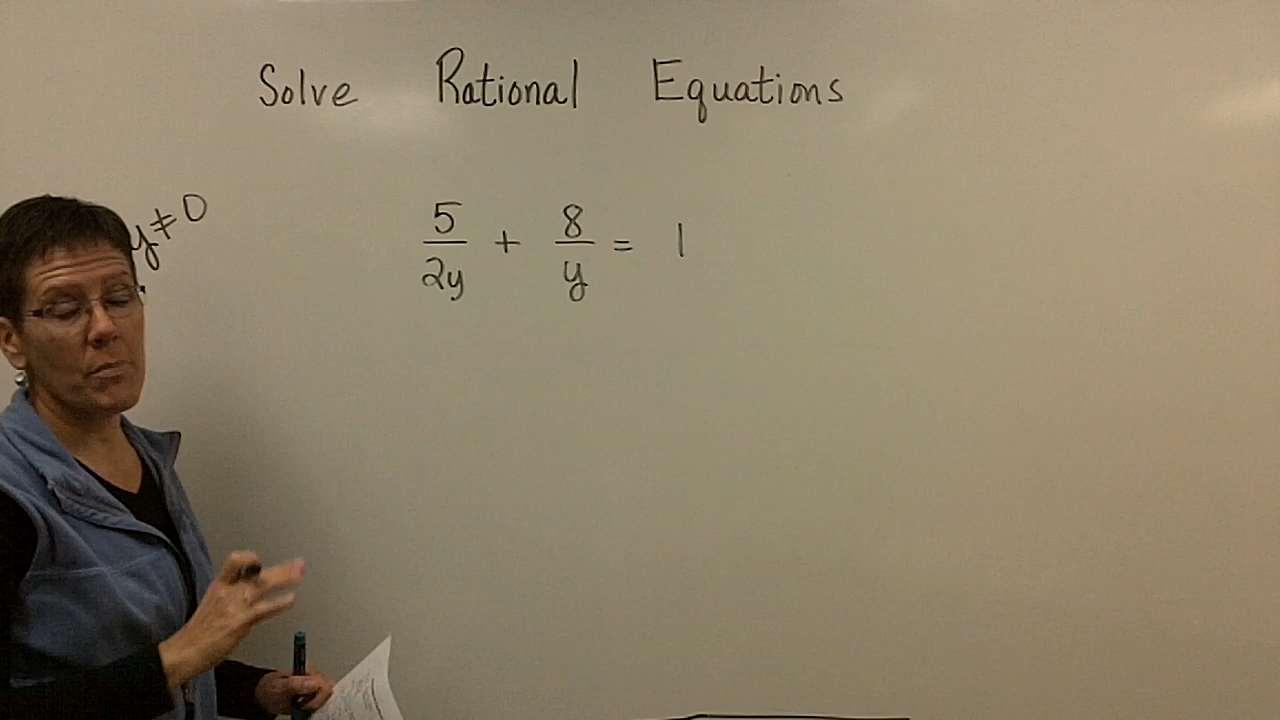 Solve Rational Equations
y≠0
5/2y + 8/y = 1